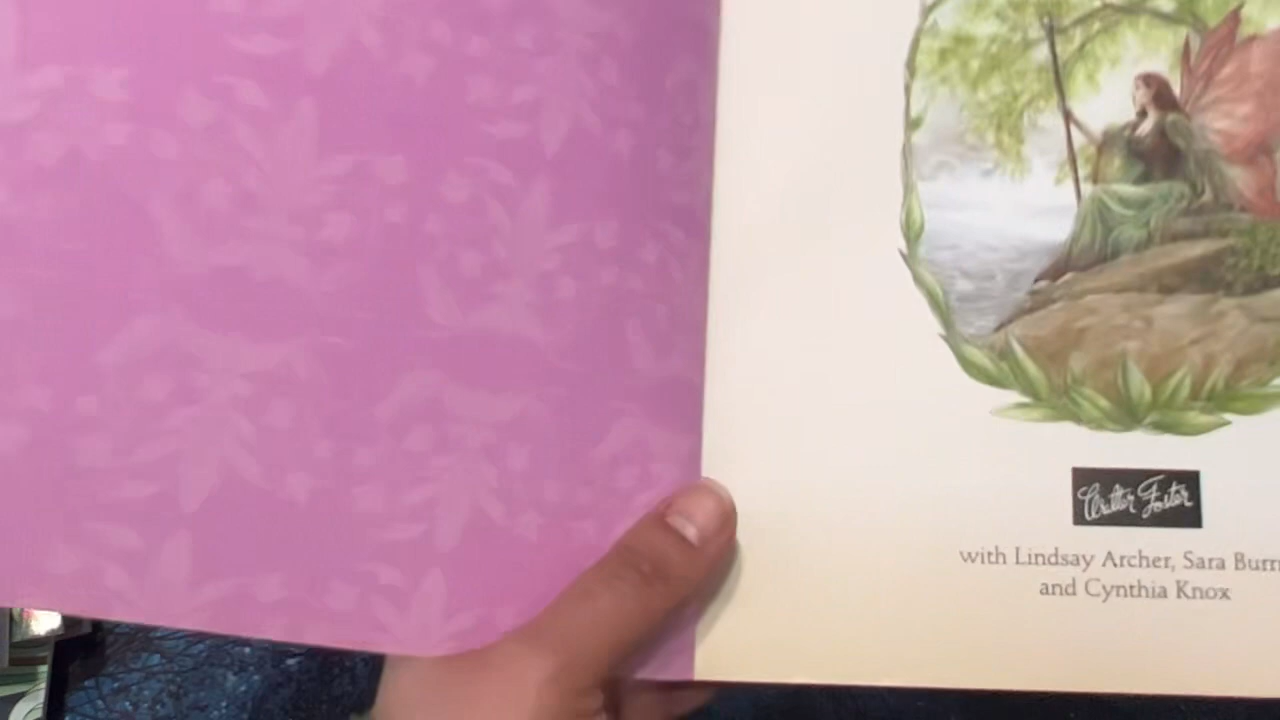 Walter Foster
with Lindsay Archer, Sara Burr
and Cynthia Knox